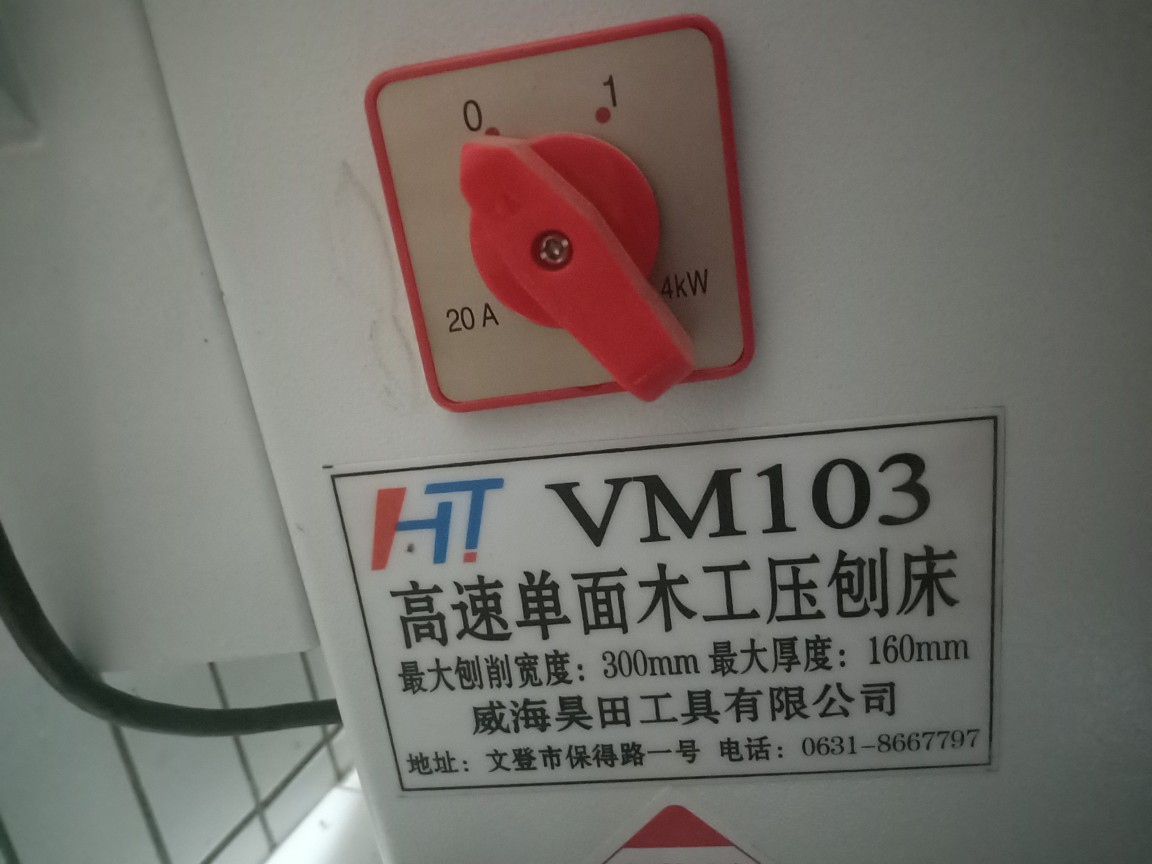 0 1
20 A 4kW
HT VM103
高速单面木工压刨床
最大刨削宽度：300mm 最大厚度：160mm
威海昊田工具有限公司
地址：文登市保得路一号 电话：0631-8667797